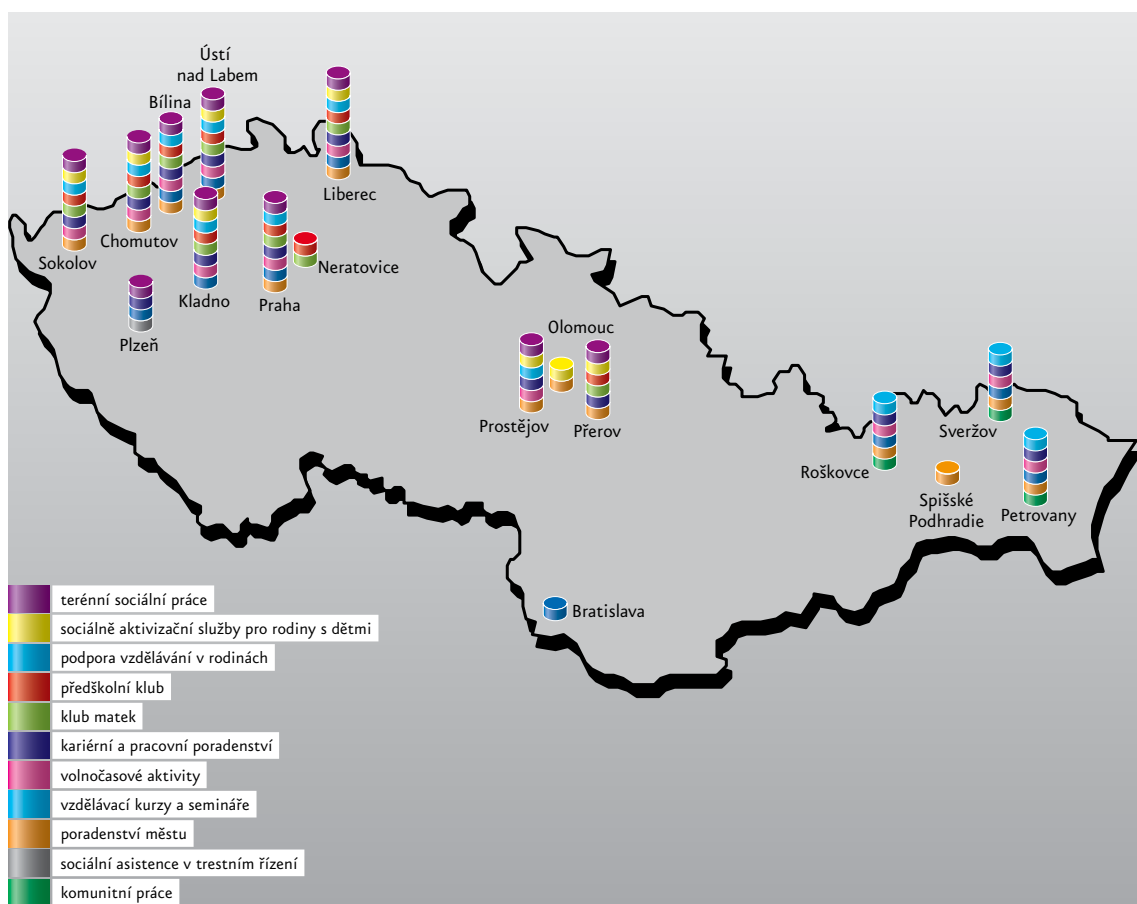 Ústí
nad Labem
Bílina
Liberec
Chomutov
Sokolov
Neratovice
Kladno
Praha
Plzeň
Olomouc
Prostějov
Přerov
Sveržov
Roškovce
Spišské
Podhradie
Petrovany
Bratislava
terénní sociální práce
sociálně aktivizační služby pro rodiny s dětmi
podpora vzdělávání v rodinách
předškolní klub
klub matek
kariérní a pracovní poradenství
volnočasové aktivity
vzdělávací kurzy a semináře
poradenství městu
sociální asistence v trestním řízení
komunitní práce